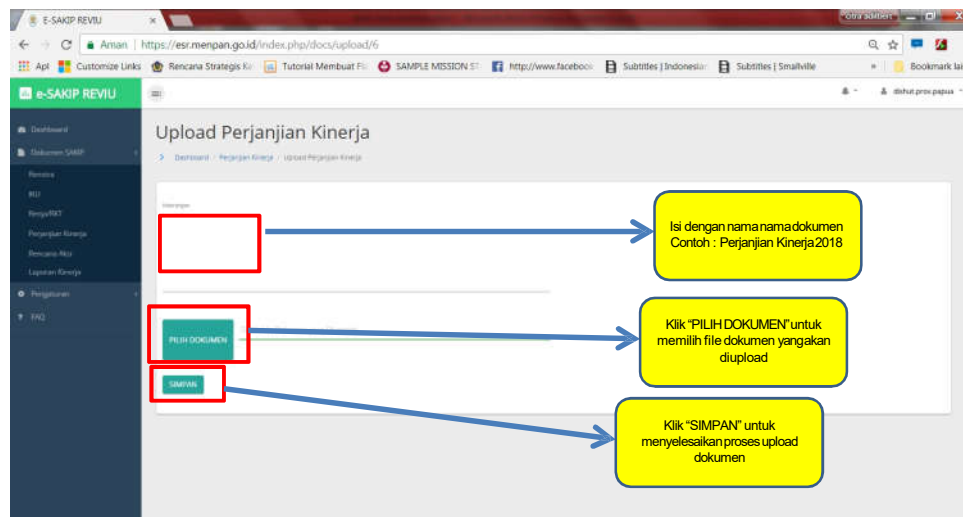 E-SAKIP REVIU
Aman
https://esr.menpan.go.id/index.php/docs/upload/6
Apl
Customize Links
Rencana Strategis Ke
Tutorial Membuat
SAMPLE MISSION ST
http://www.faceboo
Subtitles | Indonesia
Subtitles | Smallville
»
Bookmark lai
e-SAKIP REVIU
dishut.prov.papua
Upload Perjanjian Kinerja
Dashboard / Perjanjian Kinerja / Upload Perjanjian Kinerja
Dashboard
Dokumen SAKIP
Renstra
IKU
Renja/RKT
Perjanjian Kinerja
Rencana Aksi
Laporan Kinerja
Pengaturan
FAQ
Keterangan
Isi dengan nama nama dokumen
Contoh : Perjanjian Kinerja 2018
PILIH DOKUMEN
Klik “PILIH DOKUMEN” untuk
memilih file dokumen yang akan
diupload
SIMPAN
Klik “SIMPAN” untuk
menyelesaikan proses upload
dokumen